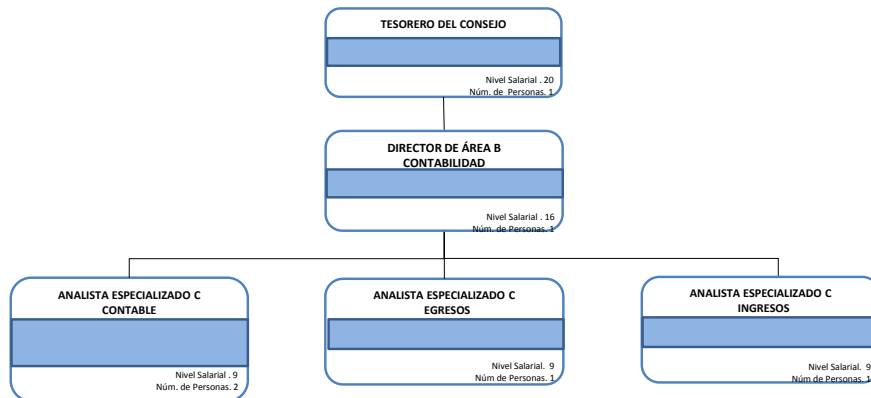 TESORERO DEL CONSEJO
Nivel Salarial . 20
Núm. de Personas. 1
DIRECTOR DE ÁREA B
CONTABILIDAD
Nivel Salarial . 16
Núm. de Personas. 1
ANALISTA ESPECIALIZADO C
CONTABLE
Nivel Salarial . 9
Núm. de Personas. 2
ANALISTA ESPECIALIZADO C
EGRESOS
Nivel Salarial. 9
Núm de Personas. 1
ANALISTA ESPECIALIZADO C
INGRESOS
Nivel Salarial. 9
Núm de Personas. 1